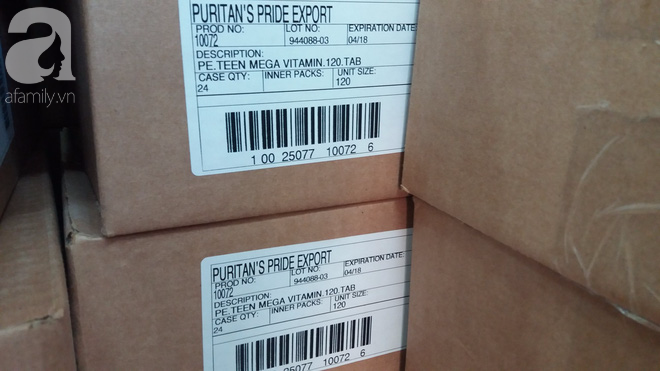 a
afamily.vn
PURITAN'S PRIDE EXPORT
PROD NO: LOT NO: EXPIRATION DATE
10072 944088-03 04/18
DESCRIPTION:
PE.TEEN MEGA VITAMIN.120.TAB
CASE QTY: INNER PACKS: UNIT SIZE:
24 120
1 00 25077 10072 6
PURITAN'S PRIDE EXPORT
PROD NO: LOT NO: EXPIRATION DATE:
10072 944088-03 04/18
DESCRIPTION:
PE.TEEN MEGA VITAMIN.120.TAB
CASE QTY: INNER PACKS: UNIT SIZE:
24 120
25077 10072 6